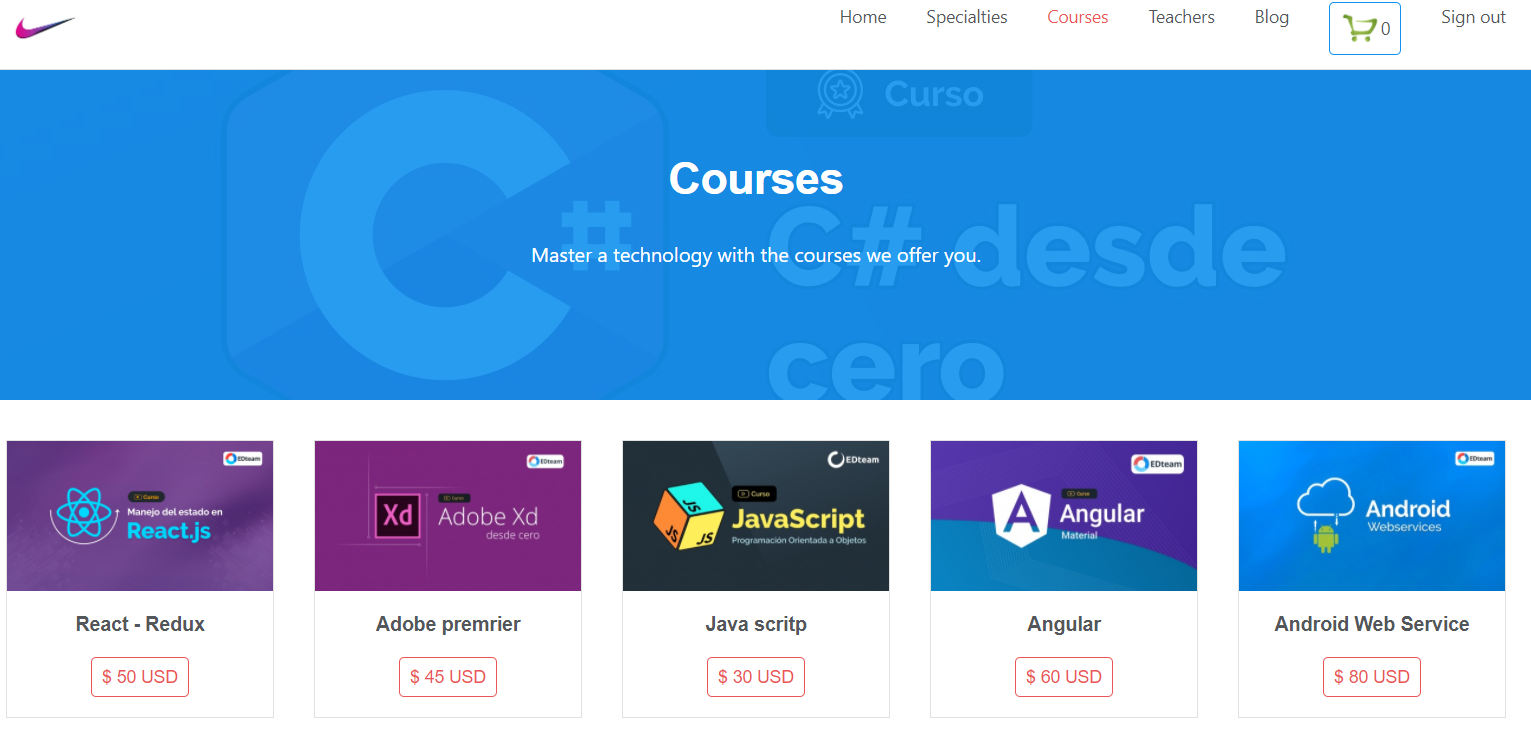 Home Specialties Courses Teachers Blog 0 Sign out
Curso
Courses
C# desde
Master a technology with the courses we offer you.
cero
EDteam
Curso
Manejo del estado en
React.js
React - Redux
$ 50 USD
EDteam
Xd
Curso
Adobe Xd
desde cero
Adobe premrier
$ 45 USD
EDteam
JS
JS
JS
Curso
JavaScript
Programación Orientada a Objetos
Java scritp
$ 30 USD
EDteam
Curso
Angular
Material
Angular
$ 60 USD
EDteam
Android
Webservices
Android Web Service
$ 80 USD